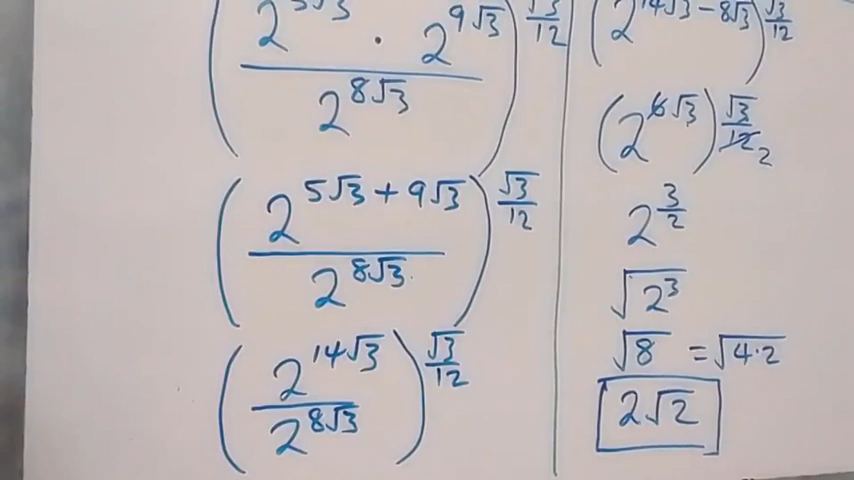 (2^{5√3} · 2^{9√3} / 2^{8√3})^{√3/12}
(2^{5√3 + 9√3} / 2^{8√3})^{√3/12}
(2^{14√3} / 2^{8√3})^{√3/12}
(2^{14√3 − 8√3})^{√3/12}
(2^{6√3})^{√3/12 2}
2^{3/2}
√2^3
√8 = √4·2
2√2